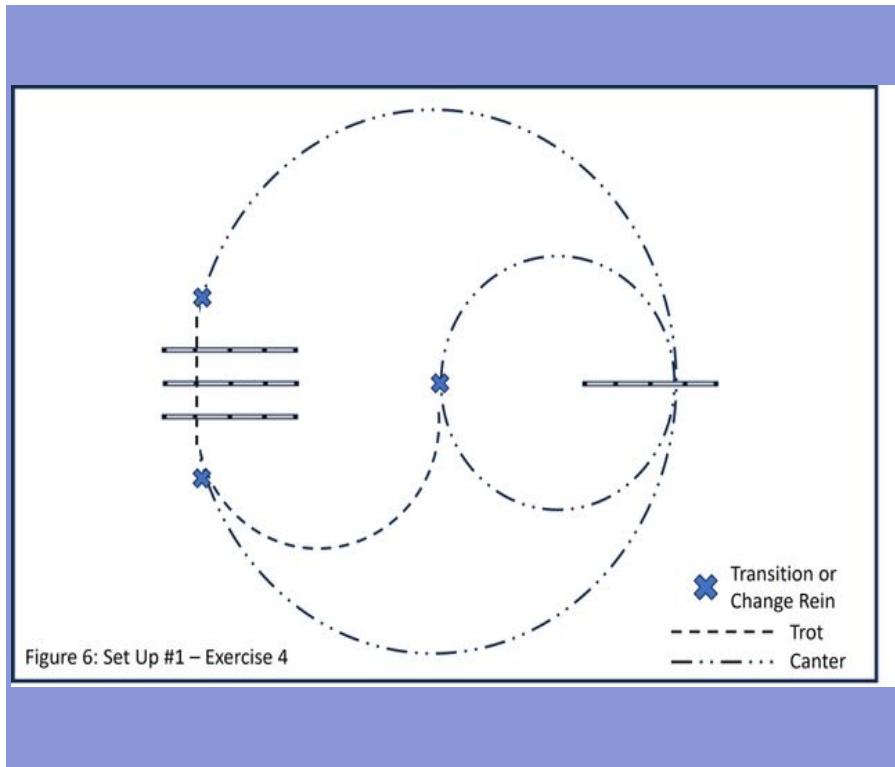 Transition or
Change Rein
Trot
Canter
Figure 6: Set Up #1 – Exercise 4